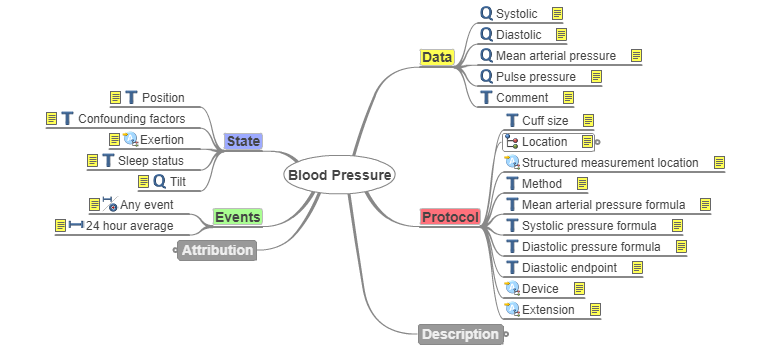 Blood Pressure
Data
Q Systolic
Q Diastolic
Q Mean arterial pressure
Q Pulse pressure
T Comment
Protocol
T Cuff size
Location
Structured measurement location
T Method
T Mean arterial pressure formula
T Systolic pressure formula
T Diastolic pressure formula
T Diastolic endpoint
Device
Extension
Description
State
T Position
T Confounding factors
Exertion
T Sleep status
Q Tilt
Events
Any event
24 hour average
Attribution